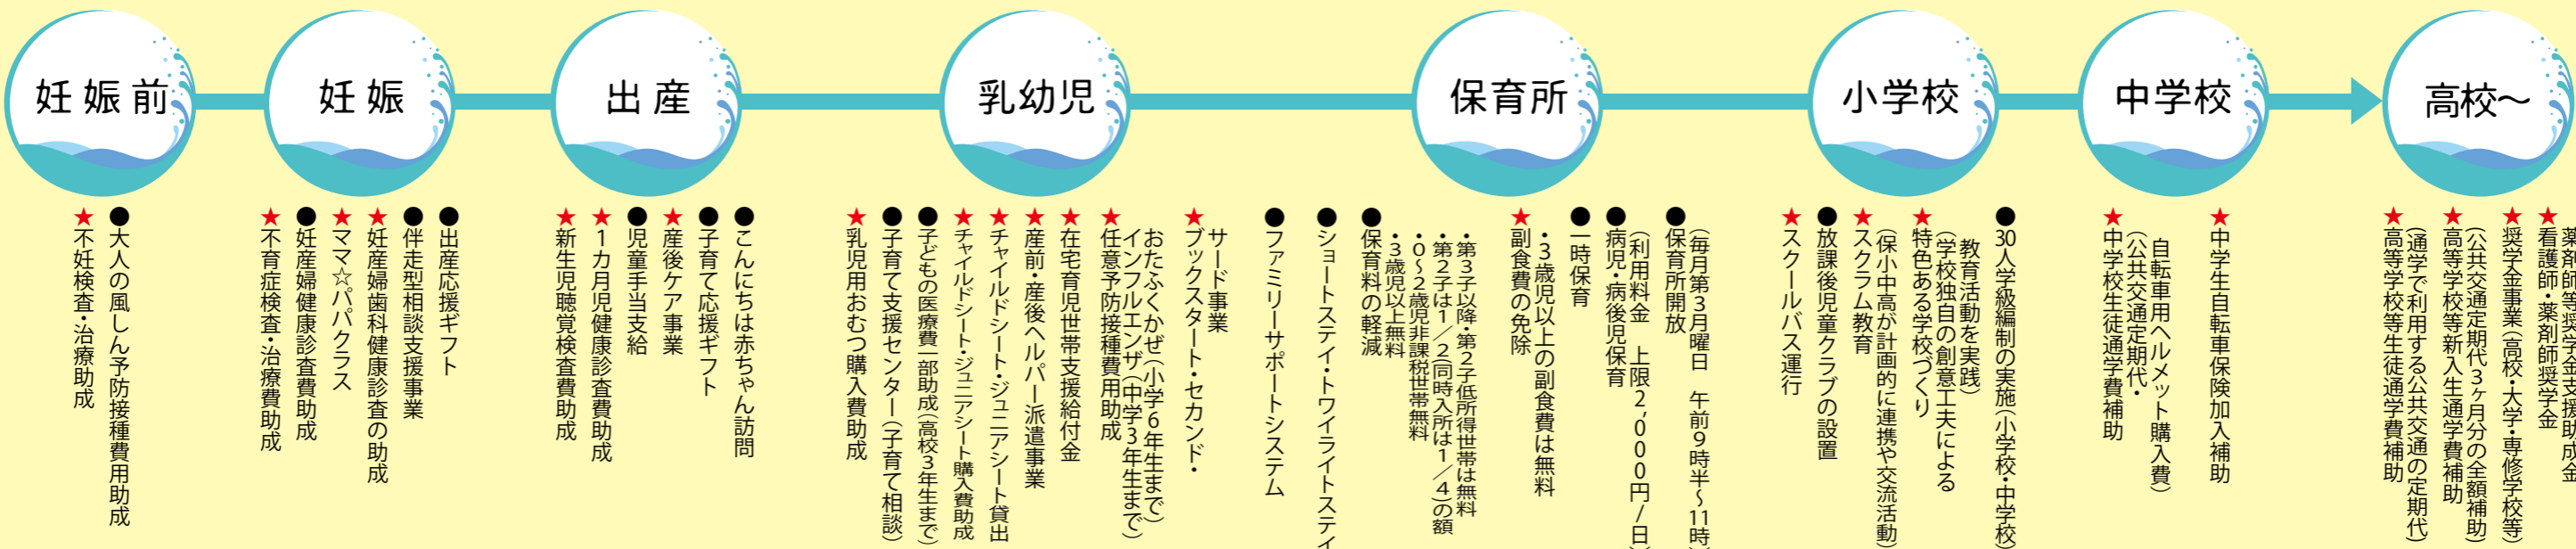 妊娠前
妊娠
出産
乳幼児
保育所
小学校
中学校
高校〜
●大人の風しん予防接種費用助成
★不妊検査・治療助成
●出産応援ギフト
●伴走型相談支援事業
★妊産婦歯科健康診査の助成
★ママ☆パパクラス
●妊産婦健康診査費助成
★不育症検査・治療費助成
●こんにちは赤ちゃん訪問
●子育て応援ギフト
★産後ケア事業
●児童手当支給
★1カ月児健康診査費助成
★新生児聴覚検査費助成
●ファミリーサポートシステム
★ブックスタート・セカンド・
サード事業
★任意予防接種費用助成
インフルエンザ(中学3年生まで)
おたふくかぜ(小学6年生まで)
★在宅育児世帯支援給付金
★産前・産後ヘルパー派遣事業
★チャイルドシート・ジュニアシート貸出
★チャイルドシート・ジュニアシート購入費助成
●子どもの医療費一部助成(高校3年生まで)
●子育て支援センター(子育て相談)
★乳児用おむつ購入費助成
●保育所開放
(毎月第3月曜日 午前9時半〜11時)
●病児・病後児保育
(利用料金 上限2,000円/日)
●一時保育
★副食費の免除
・3歳児以上の副食費は無料
●保育料の軽減
・3歳児以上無料
・0〜2歳児非課税世帯無料
・第2子は1/2(同時入所は1/4)の額
・第3子以降・第2子低所得世帯は無料
●ショートステイ・トワイライトステイ
●30人学級編制の実施(小学校・中学校)
★特色ある学校づくり
(学校独自の創意工夫による
教育活動を実践)
★スクラム教育
(保小中高が計画的に連携や交流活動)
●放課後児童クラブの設置
★スクールバス運行
★中学生自転車保険加入補助
★中学校生徒通学費補助
(公共交通定期代・
自転車用ヘルメット購入費)
★看護師・薬剤師奨学金
薬剤師等奨学金支援助成金
★奨学金事業(高校・大学・専修学校等)
★高等学校等新入生通学費補助
(公共交通定期代3ヶ月分の全額補助)
★高等学校等生徒通学費補助
(通学で利用する公共交通の定期代)